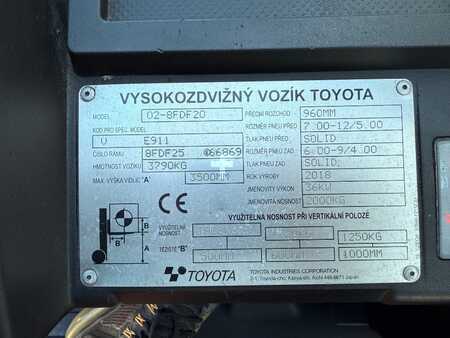 VYSOKOZDVIŽNÝ VOZÍK TOYOTA
MODEL 02-8FDF20
KÓD PRO SPEC. MODEL
V E911
ČÍSLO RÁMU 8FDF25 66869
HMOTNOST VOZÍKU 3790KG
MAX. VÝŠKA VIDLIC "A" 3500MM
PŘEDNÍ ROZCHOD 960MM
ROZMĚR PNEU PŘED 7.00-12/5.00
TLAK PNEU PŘED SOLID
ROZMĚR PNEU ZAD 6.00-9/4.00
TLAK PNEU ZAD SOLID
ROK VÝROBY 2018
JMENOVITÝ VÝKON 36KW
JMENOVITÁ NOSNOST 2000KG
VYUŽITELNÁ NOSNOST PŘI VERTIKÁLNÍ POLOZE
B
B
A
CE
VYUŽITELNÁ NOSNOST 1250KG
TĚŽIŠTĚ "B" 500MM 600MM 1000MM
TOYOTA
TOYOTA INDUSTRIES CORPORATION